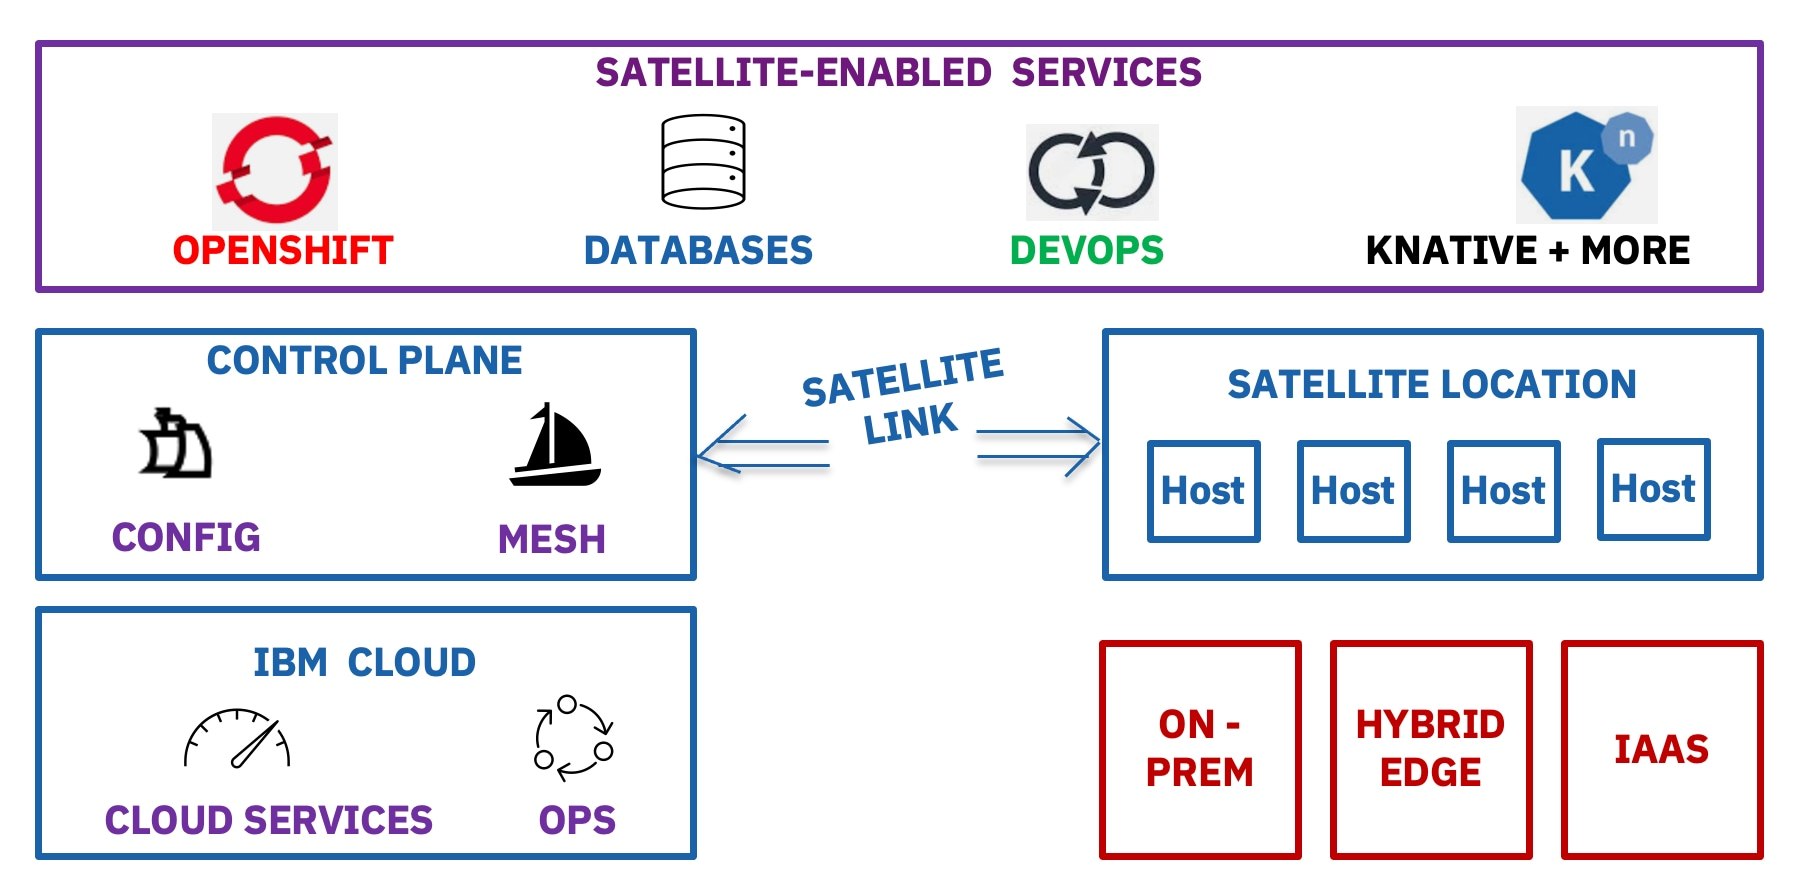 SATELLITE-ENABLED SERVICES
K n
OPENSHIFT
DATABASES
DEVOPS
KNATIVE + MORE
CONTROL PLANE
CONFIG
MESH
SATELLITE
LINK
SATELLITE LOCATION
Host
Host
Host
Host
IBM CLOUD
CLOUD SERVICES
OPS
ON -
PREM
HYBRID
EDGE
IAAS